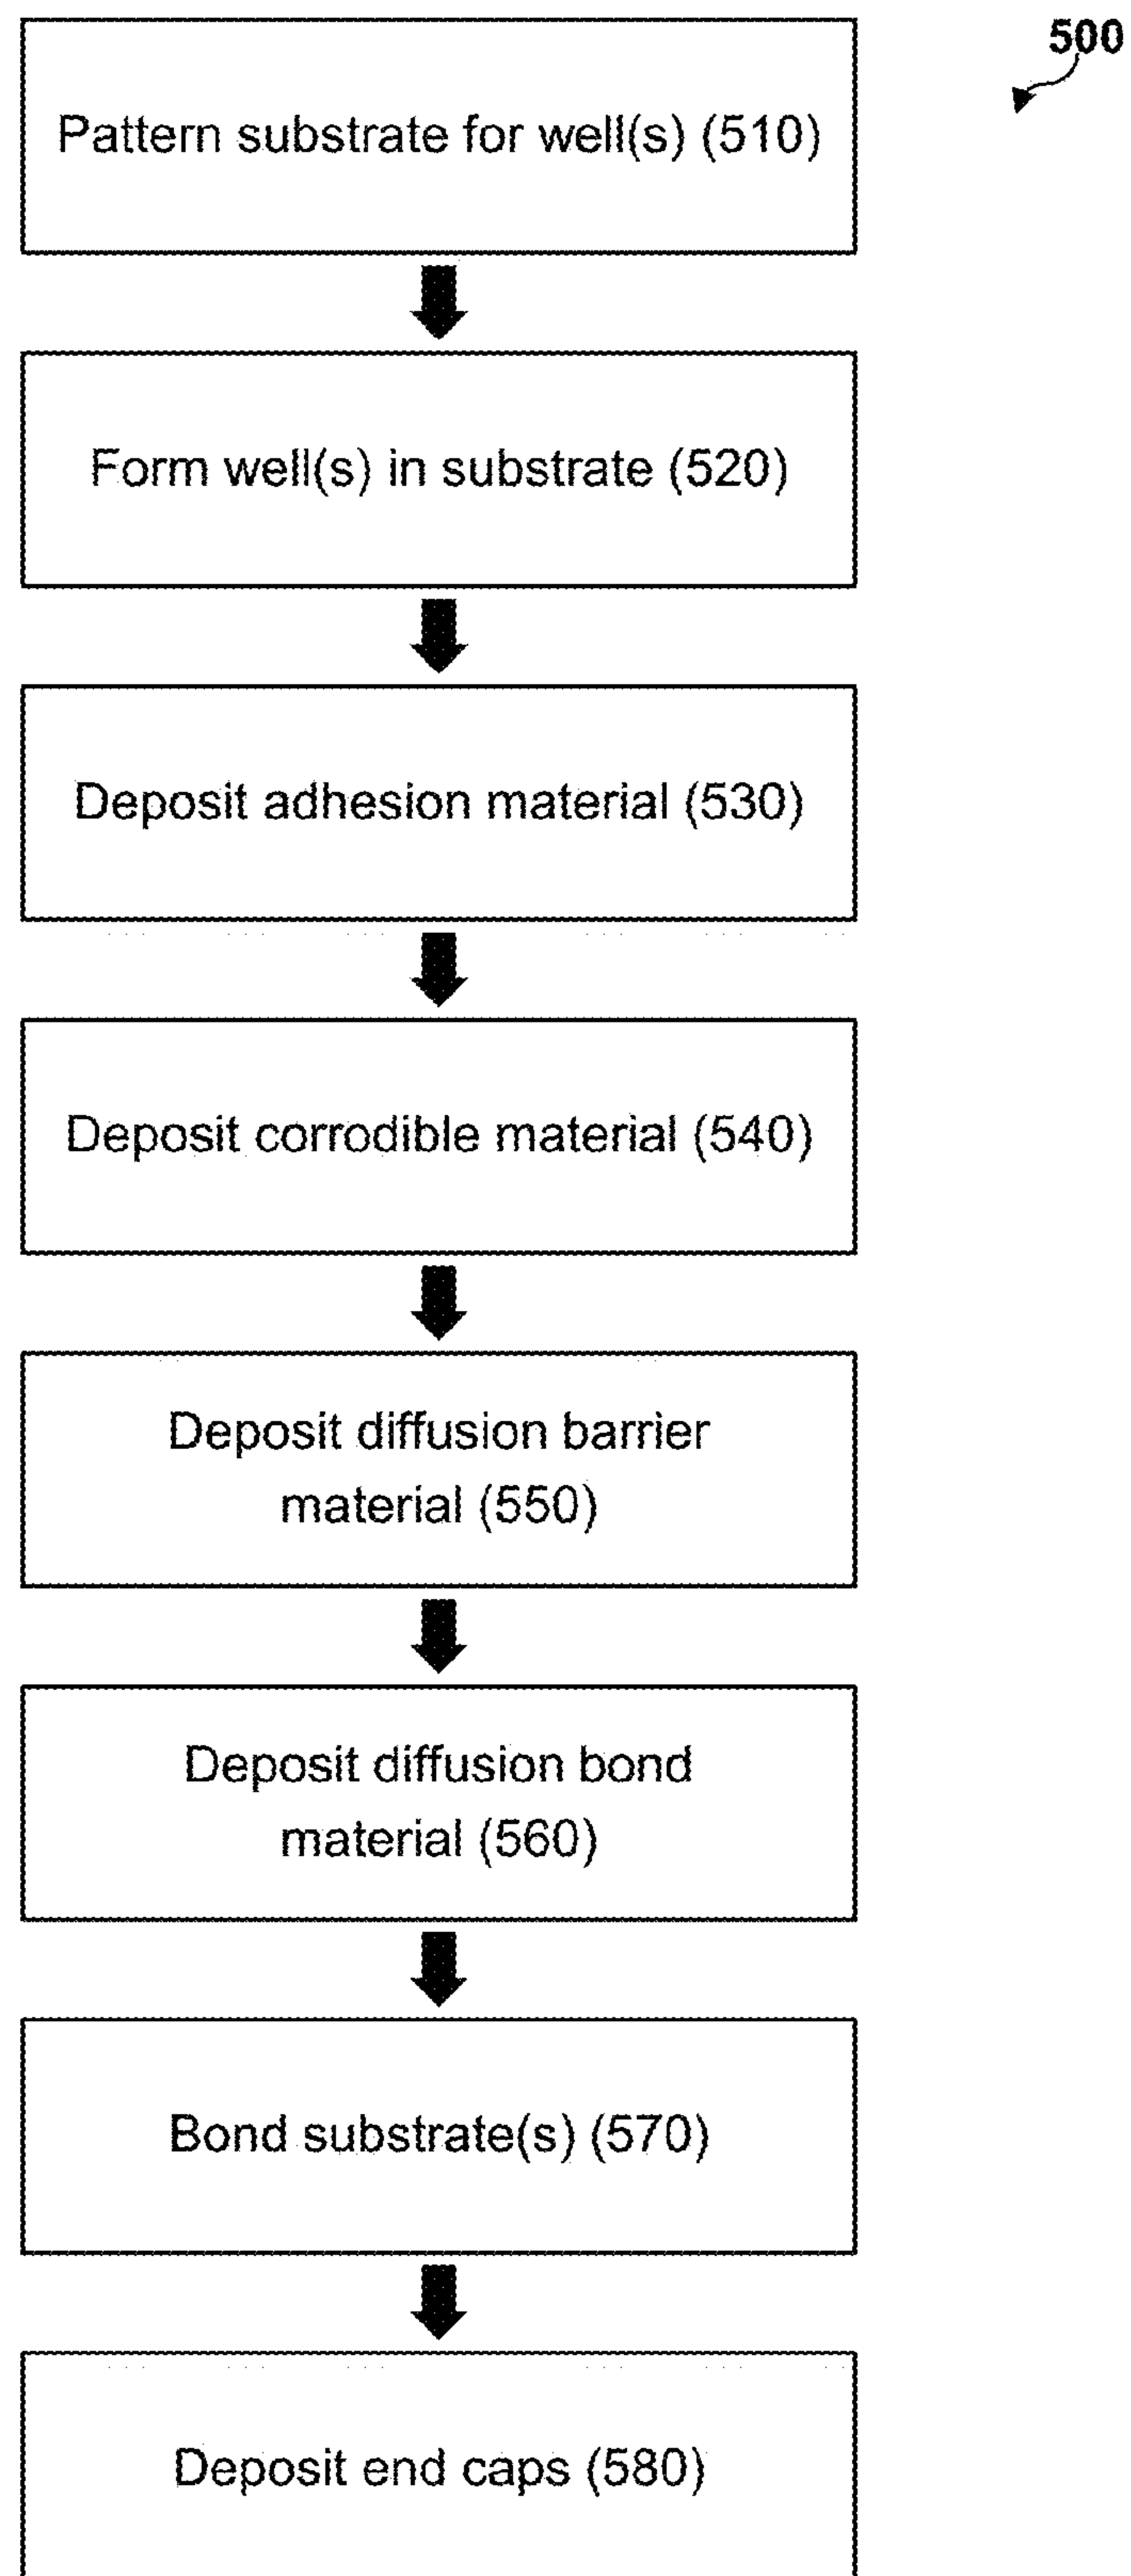 500
Pattern substrate for well(s) (510)
Form well(s) in substrate (520)
Deposit adhesion material (530)
Deposit corrodible material (540)
Deposit diffusion barrier
material (550)
Deposit diffusion bond
material (560)
Bond substrate(s) (570)
Deposit end caps (580)